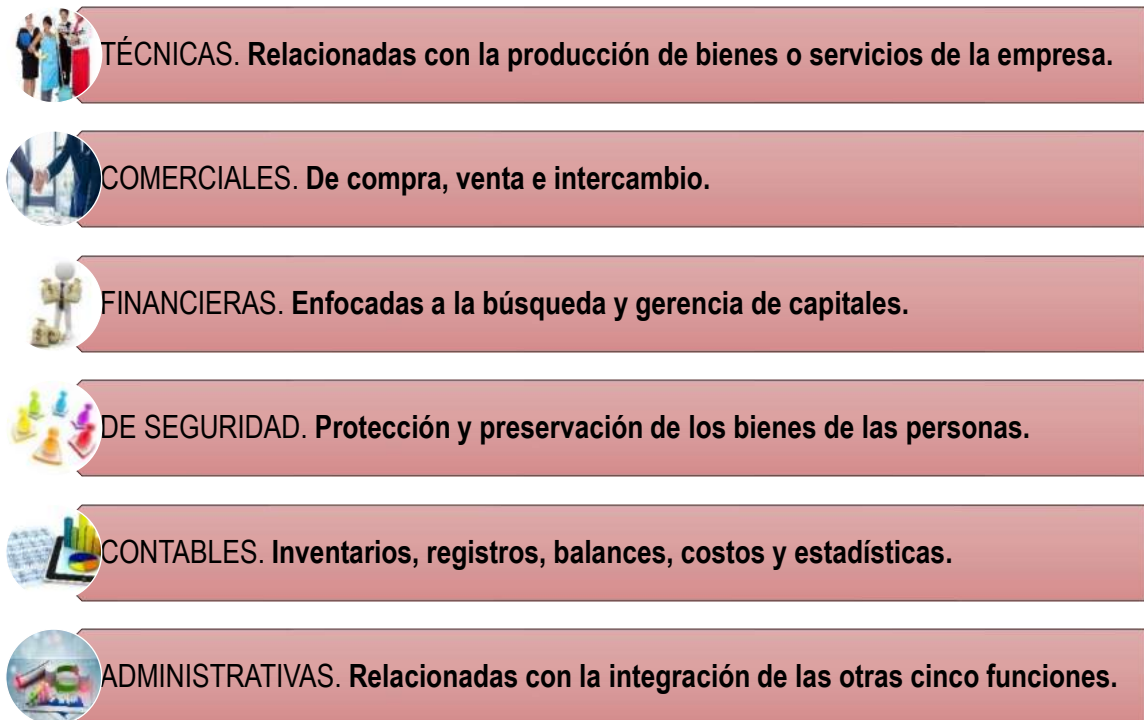 TÉCNICAS. Relacionadas con la producción de bienes o servicios de la empresa.
COMERCIALES. De compra, venta e intercambio.
FINANCIERAS. Enfocadas a la búsqueda y gerencia de capitales.
DE SEGURIDAD. Protección y preservación de los bienes de las personas.
CONTABLES. Inventarios, registros, balances, costos y estadísticas.
ADMINISTRATIVAS. Relacionadas con la integración de las otras cinco funciones.